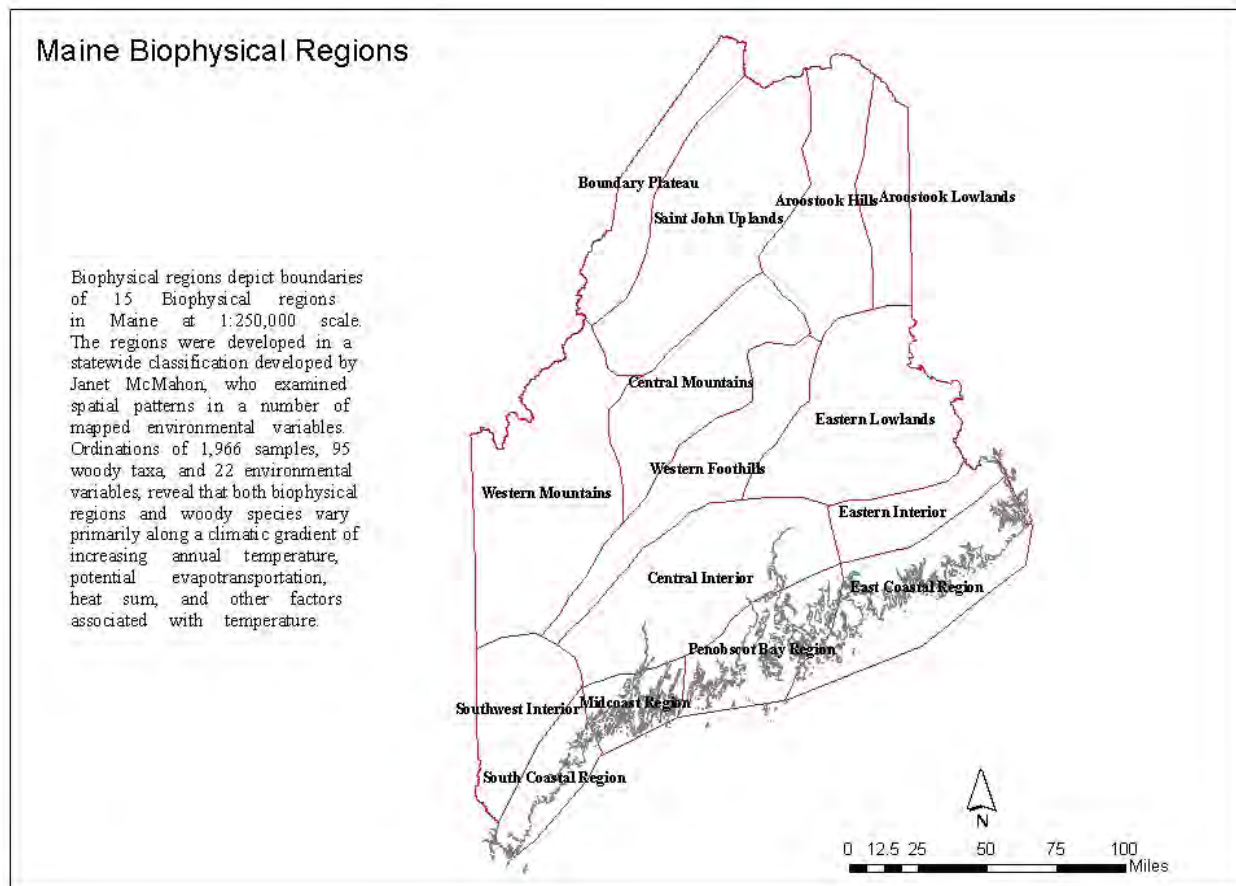 Maine Biophysical Regions
Boundary Plateau
Aroostook Hills
Aroostook Lowlands
Saint John Uplands
Biophysical regions depict boundaries
of 15 Biophysical regions
in Maine at 1:250,000 scale.
The regions were developed in a
statewide classification developed by
Janet McMahon, who examined
spatial patterns in a number of
mapped environmental variables.
Ordinations of 1,966 samples, 95
woody taxa, and 22 environmental
variables, reveal that both biophysical
regions and woody species vary
primarily along a climatic gradient of
increasing annual temperature,
potential evapotransportation,
heat sum, and other factors
associated with temperature.
Central Mountains
Eastern Lowlands
Western Foothills
Western Mountains
Eastern Interior
Central Interior
East Coastal Region
Penobscot Bay Region
Southwest Interior
Midcoast Region
South Coastal Region
N
0 12.5 25 50 75 100
Miles